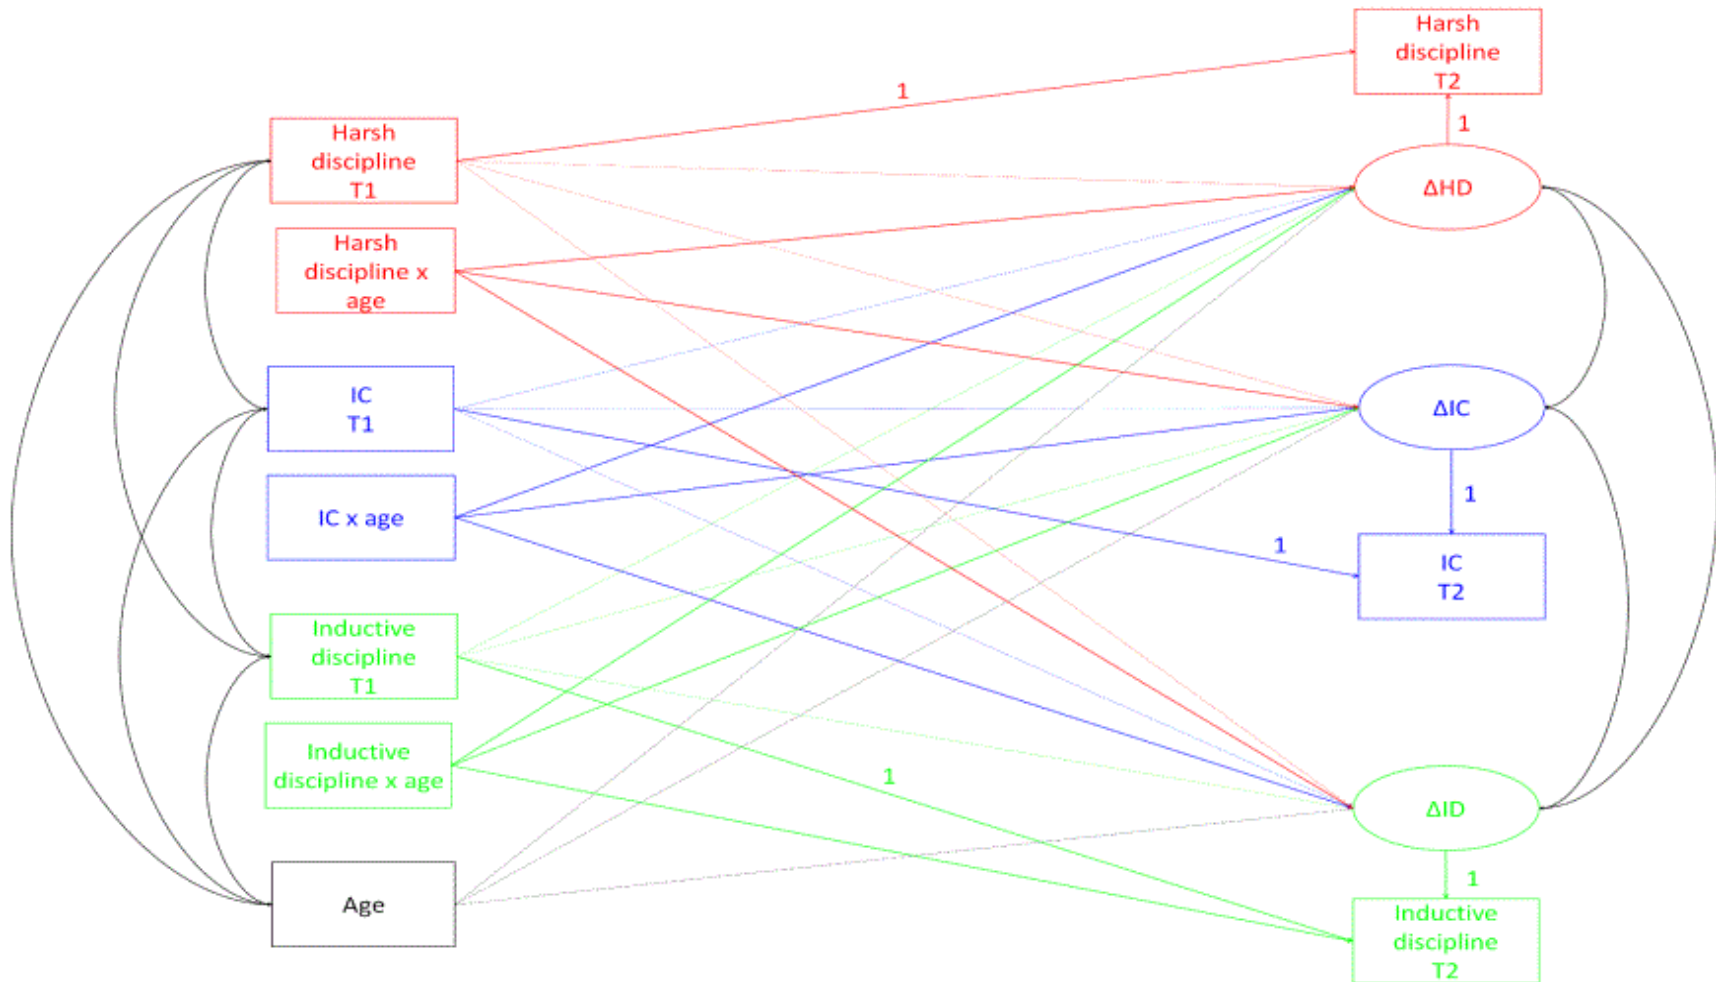 Harsh
discipline
T2
1
1
Harsh
discipline
T1
ΔHD
Harsh
discipline x
age
IC
T1
ΔIC
1
IC x age
1
IC
T2
Inductive
discipline
T1
Inductive
discipline x age
1
ΔID
1
Age
Inductive
discipline
T2